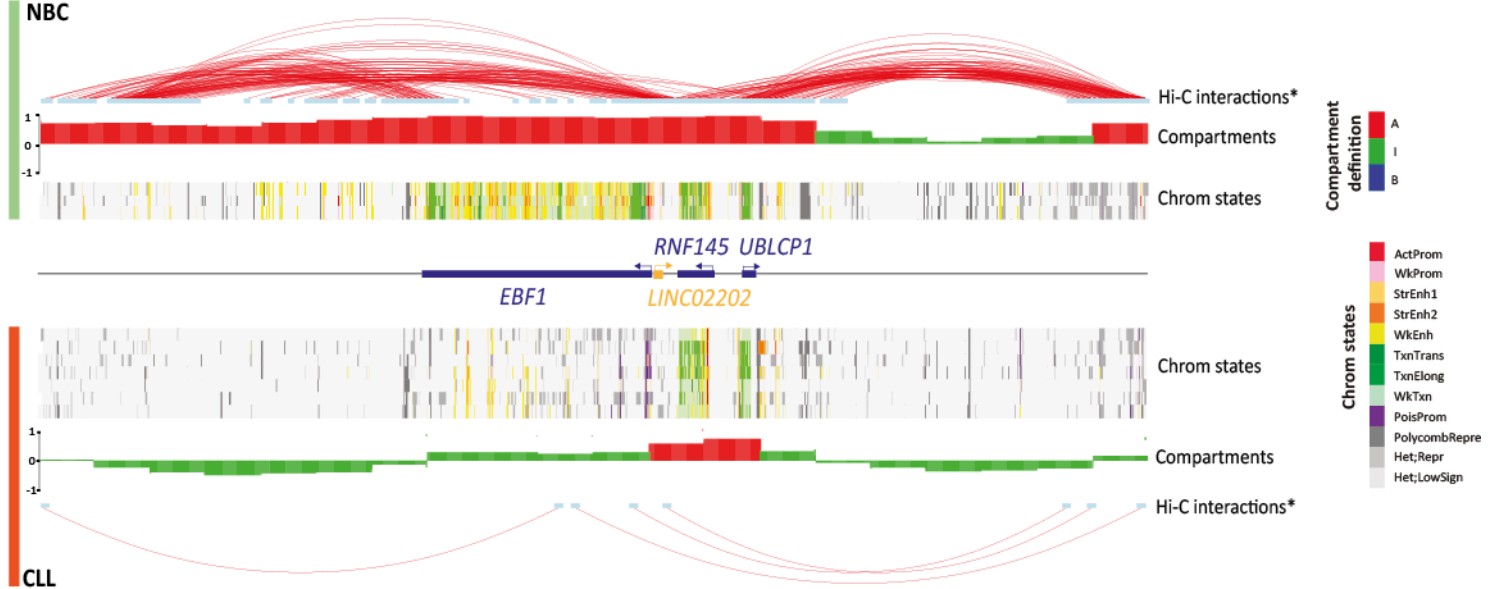 NBC
Hi-C interactions*
1
0
-1
Compartments
Chrom states
RNF145 UBLCP1
EBF1
LINC02202
Chrom states
1
0
-1
Compartments
Hi-C interactions*
CLL
Compartment
definition
A
I
B
Chrom states
ActProm
WkProm
StrEnh1
StrEnh2
WkEnh
TxnTrans
TxnElong
WkTxn
PoisProm
PolycombRepre
Het;Repr
Het;LowSign